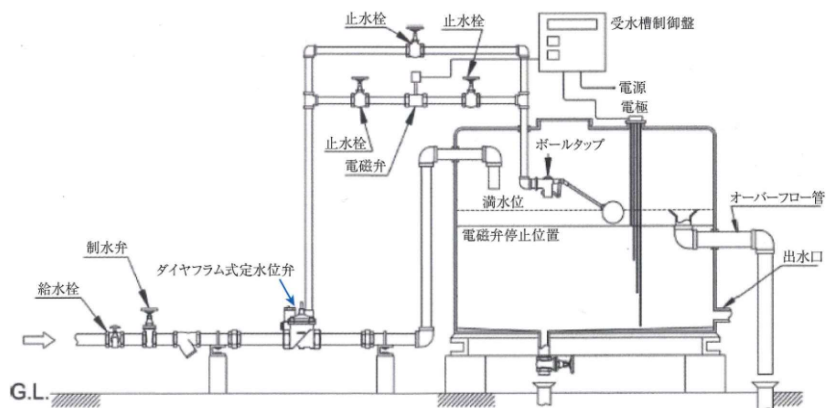 止水栓
止水栓
受水槽制御盤
電源
電極
止水栓
電磁弁
ボールタップ
満水位
オーバーフロー管
電磁弁停止位置
制水弁
ダイヤフラム式定水位弁
出水口
給水栓
G.L.